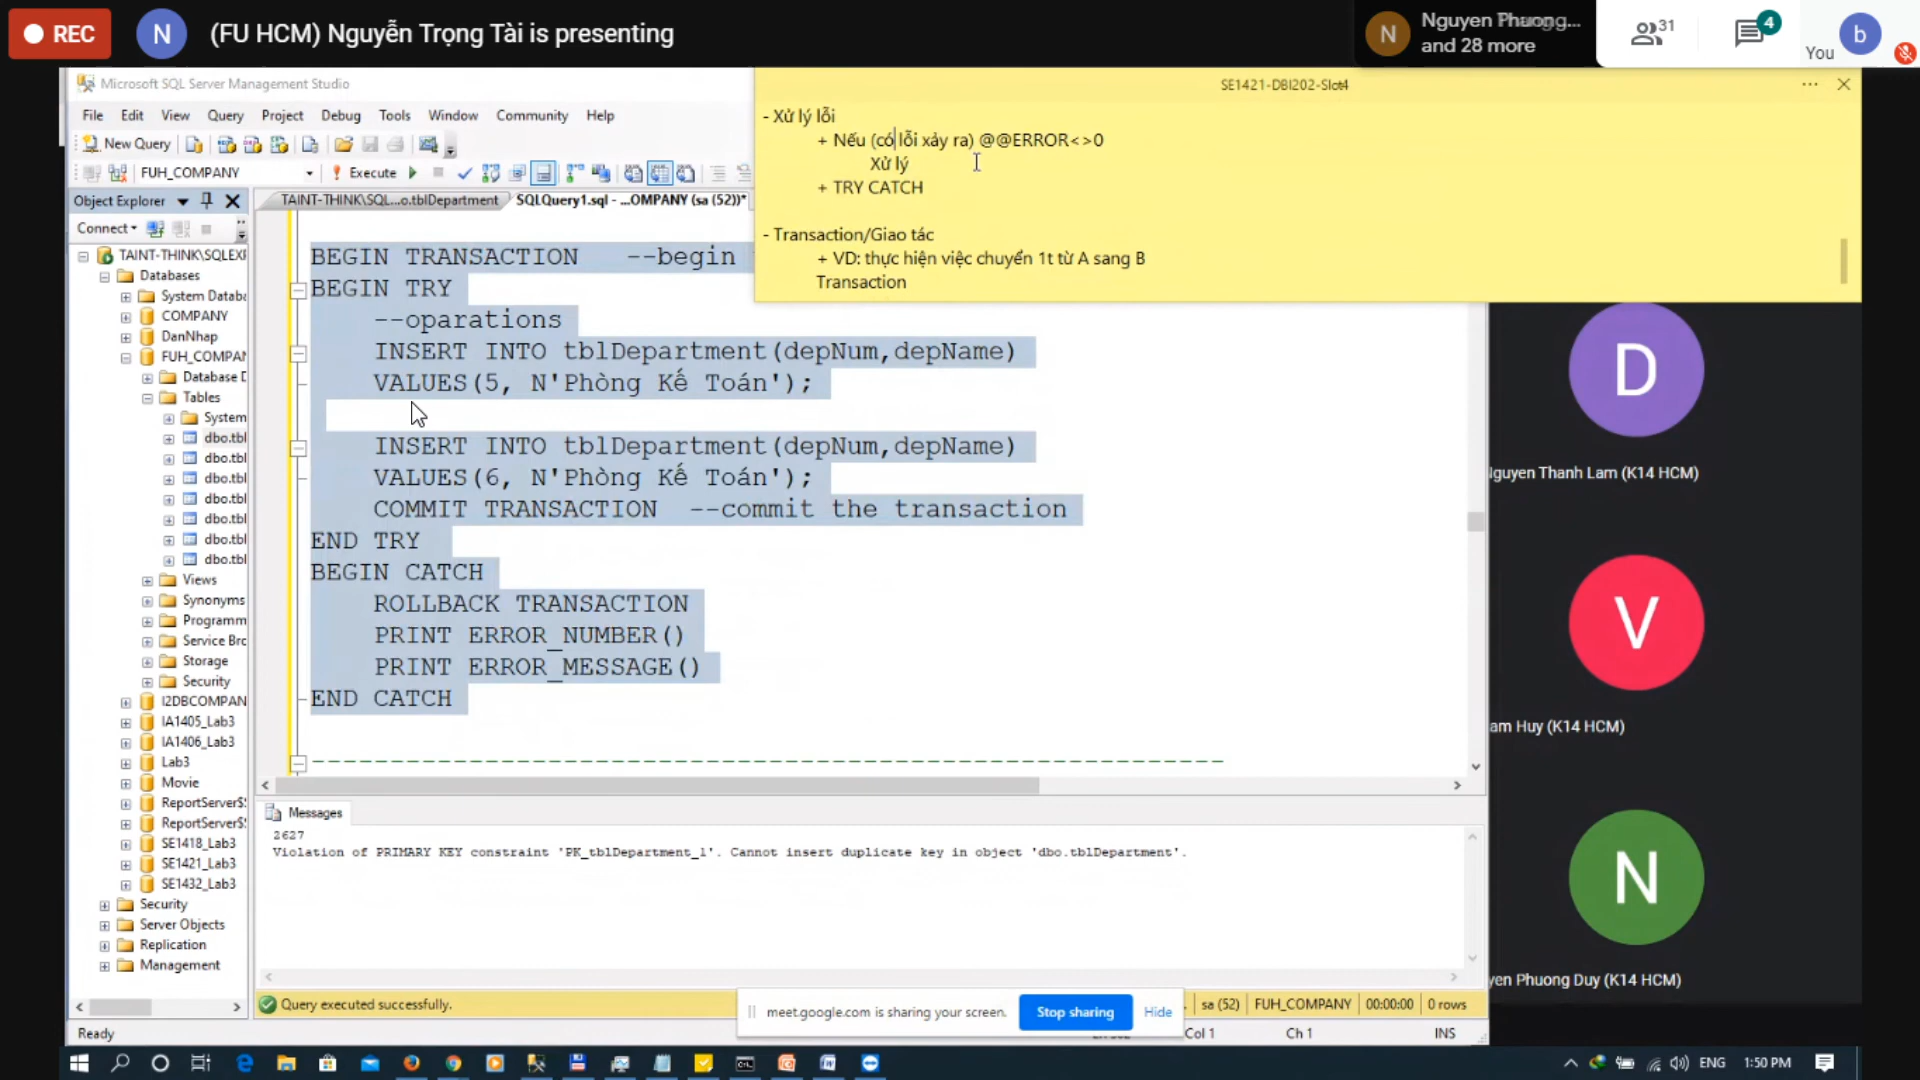 REC
N
(FU HCM) Nguyễn Trọng Tài is presenting
N
and 28 more
31
4
You
b
Microsoft SQL Server Management Studio
File Edit View Query Project Debug Tools Window Community Help
New Query
FUH_COMPANY
Execute
Object Explorer
TAINT-THINK\SQL...o.tblDepartment
SQLQuery1.sql - ...OMPANY (sa (52))*
Connect
TAINT-THINK\SQLEXF
Databases
System Databa
COMPANY
DanNhap
FUH_COMPAN
Database D
Tables
System
dbo.tbl
dbo.tbl
dbo.tbl
dbo.tbl
dbo.tbl
dbo.tbl
dbo.tbl
Views
Synonyms
Programm
Service Brc
Storage
Security
I2DBCOMPAN
IA1405_Lab3
IA1406_Lab3
Lab3
Movie
ReportServer$!
ReportServer$!
SE1418_Lab3
SE1421_Lab3
SE1432_Lab3
Security
Server Objects
Replication
Management
Ready
BEGIN TRANSACTION --begin
BEGIN TRY
--oparations
INSERT INTO tblDepartment(depNum,depName)
VALUES(5, N'Phòng Kế Toán');
INSERT INTO tblDepartment(depNum,depName)
VALUES(6, N'Phòng Kế Toán');
COMMIT TRANSACTION --commit the transaction
END TRY
BEGIN CATCH
ROLLBACK TRANSACTION
PRINT ERROR_NUMBER()
PRINT ERROR_MESSAGE()
END CATCH
--------------------------------------------------
SE1421-DBI202-Slot4
- Xử lý lỗi
+ Nếu (có lỗi xảy ra) @@ERROR<>0
Xử lý
+ TRY CATCH
- Transaction/Giao tác
+ VD: thực hiện việc chuyển 1t từ A sang B
Transaction
Messages
2627
Violation of PRIMARY KEY constraint 'PK_tblDepartment_1'. Cannot insert duplicate key in object 'dbo.tblDepartment'.
Query executed successfully.
sa (52) FUH_COMPANY 00:00:00 0 rows
Col 1 Ch 1 INS
meet.google.com is sharing your screen.
Stop sharing
Hide
D
Nguyen Thanh Lam (K14 HCM)
V
am Huy (K14 HCM)
N
yen Phuong Duy (K14 HCM)
ENG 1:50 PM